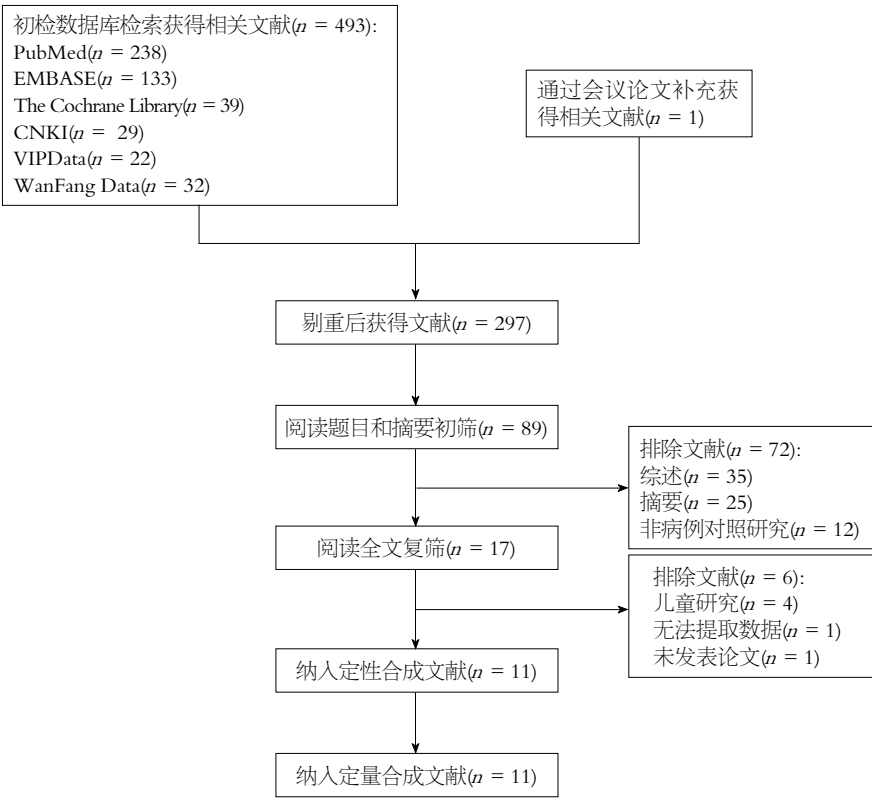 初检数据库检索获得相关文献(n = 493):
PubMed(n = 238)
EMBASE(n = 133)
The Cochrane Library(n = 39)
CNKI(n = 29)
VIPData(n = 22)
WanFang Data(n = 32)
通过会议论文补充获
得相关文献(n = 1)
剔重后获得文献(n = 297)
阅读题目和摘要初筛(n = 89)
排除文献(n = 72):
综述(n = 35)
摘要(n = 25)
非病例对照研究(n = 12)
阅读全文复筛(n = 17)
排除文献(n = 6):
儿童研究(n = 4)
无法提取数据(n = 1)
未发表论文(n = 1)
纳入定性合成文献(n = 11)
纳入定量合成文献(n = 11)